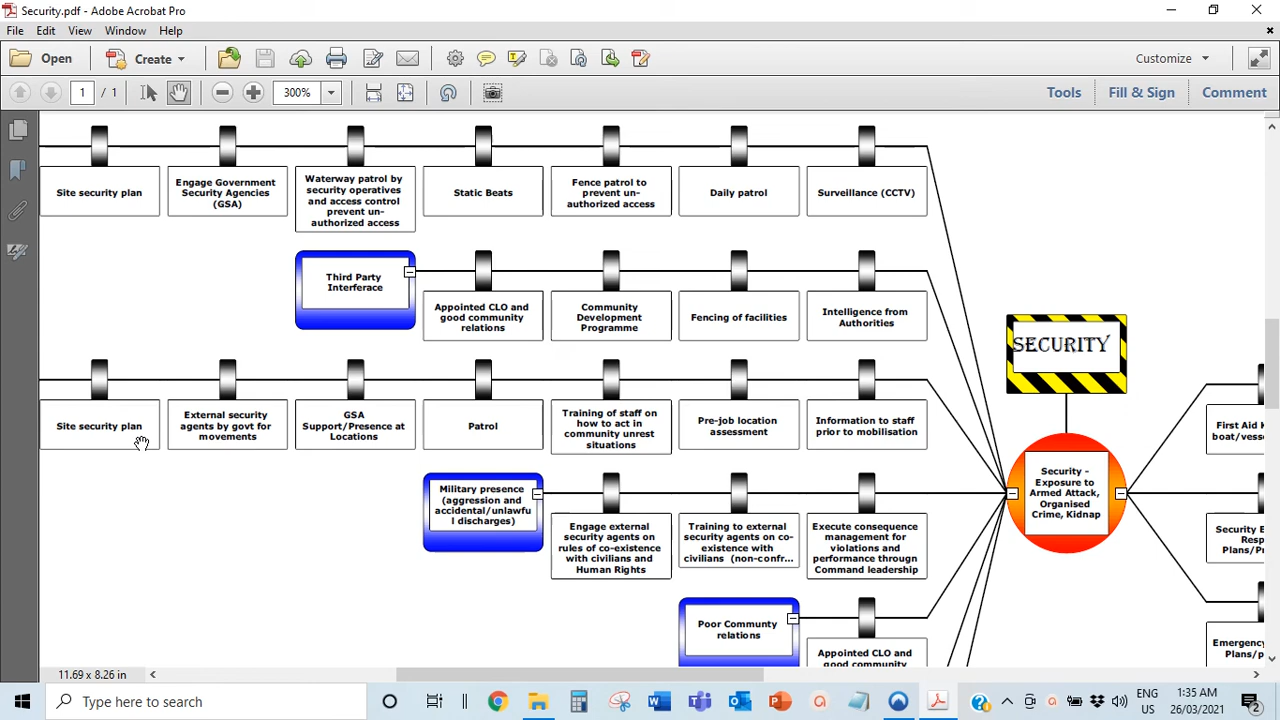 Security.pdf - Adobe Acrobat Pro
File Edit View Window Help
Open Create Customize
1 / 1 300% Tools Fill & Sign Comment
Site security plan
Engage Government
Security Agencies
(GSA)
Waterway patrol by
security operatives
and access control
prevent un-
authorized access
Static Beats
Fence patrol to
prevent un-
authorized access
Daily patrol
Surveillance (CCTV)
Third Party
Interferace
Appointed CLO and
good community
relations
Community
Development
Programme
Fencing of facilities
Intelligence from
Authorities
SECURITY
Site security plan
External security
agents by govt for
movements
GSA
Support/Presence at
Locations
Patrol
Training of staff on
how to act in
community unrest
situations
Pre-job location
assessment
Information to staff
prior to mobilisation
Security -
Exposure to
Armed Attack,
Organised
Crime, Kidnap
First Aid K
boat/vess
Military presence
(aggression and
accidental/unlawfu
l discharges)
Engage external
security agents on
rules of co-existence
with civilians and
Human Rights
Training to external
security agents on co-
existence with
civilians (non-confr...
Execute consequence
management for
violations and
performance through
Command leadership
Security E
Resp
Plans/Pr
Poor Communty
relations
Appointed CLO and
good community
Emergency
Plans/p
11.69 x 8.26 in
Type here to search
ENG
US
1:35 AM
26/03/2021
2